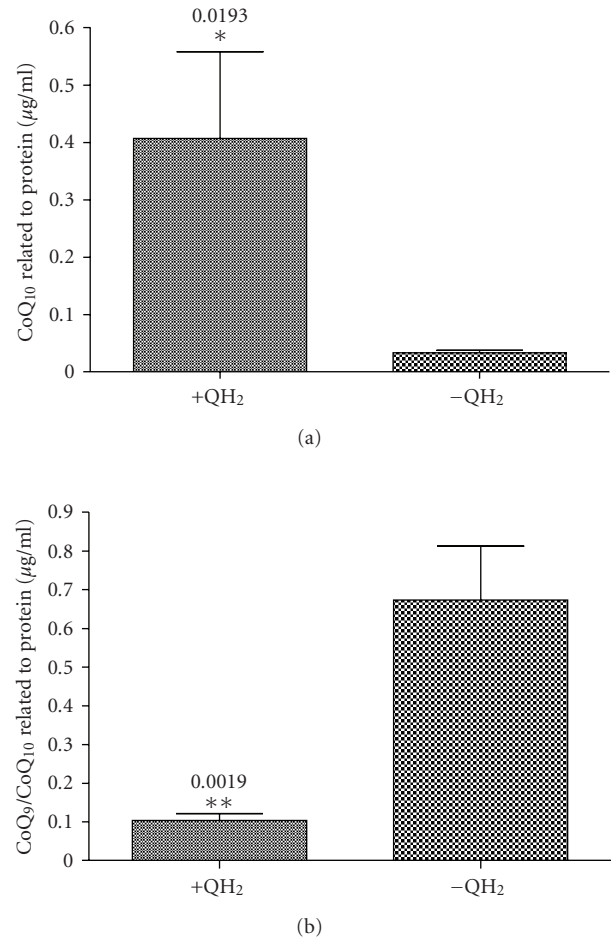 0.0193
*
0.6
0.5
0.4
0.3
0.2
0.1
0
CoQ₁₀ related to protein (µg/ml)
+QH₂
−QH₂
(a)
0.9
0.8
0.7
0.6
0.5
0.4
0.3
0.2
0.1
0
CoQ₉/CoQ₁₀ related to protein (µg/ml)
0.0019
**
+QH₂
−QH₂
(b)